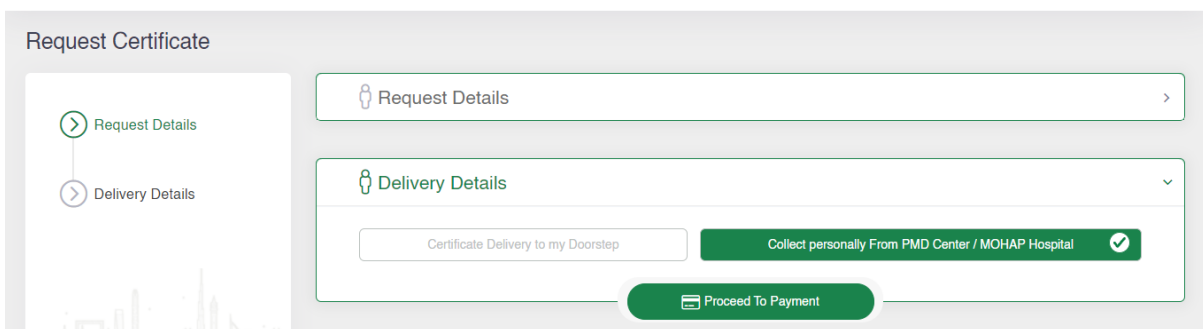 Request Certificate
Request Details
Delivery Details
Request Details
Delivery Details
Certificate Delivery to my Doorstep
Collect personally From PMD Center / MOHAP Hospital
Proceed To Payment